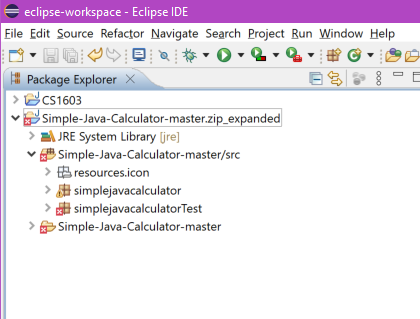 eclipse-workspace - Eclipse IDE
File Edit Source Refactor Navigate Search Project Run Window Help
Package Explorer
CS1603
Simple-Java-Calculator-master.zip_expanded
JRE System Library [jre]
Simple-Java-Calculator-master/src
resources.icon
simplejavacalculator
simplejavacalculatorTest
Simple-Java-Calculator-master